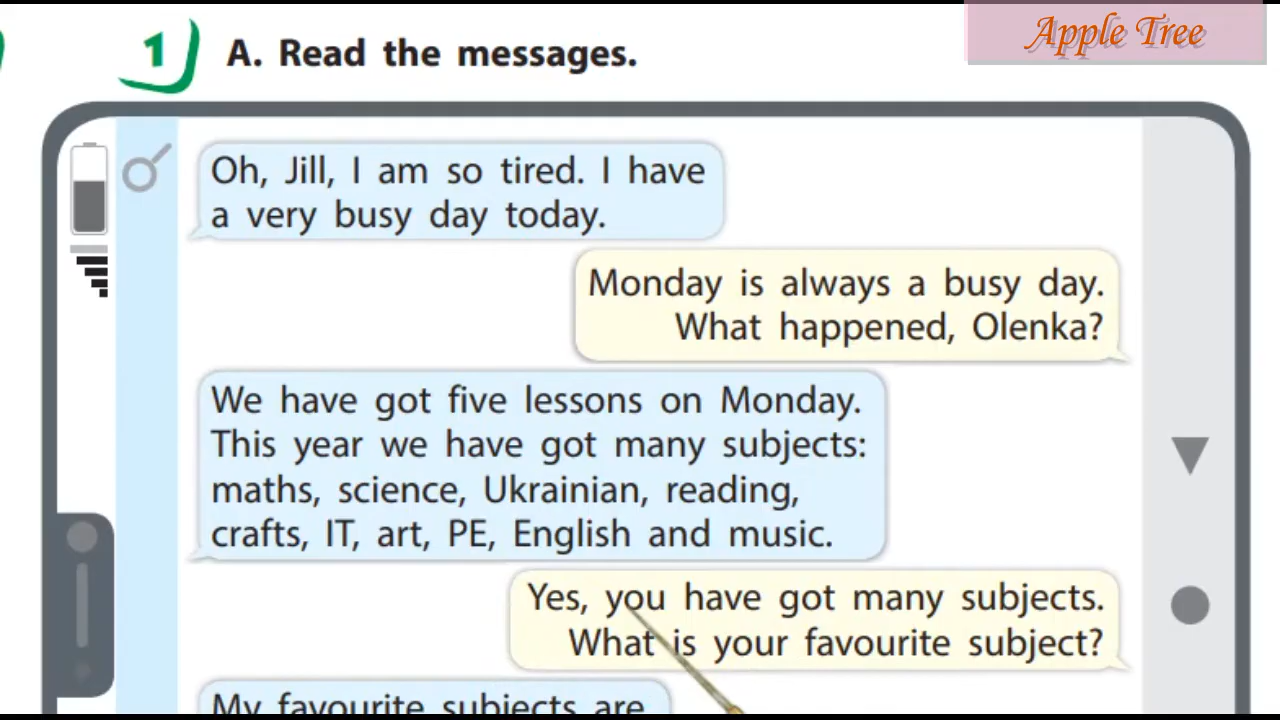 Apple Tree
1 A. Read the messages.
Oh, Jill, I am so tired. I have
a very busy day today.
Monday is always a busy day.
What happened, Olenka?
We have got five lessons on Monday.
This year we have got many subjects:
maths, science, Ukrainian, reading,
crafts, IT, art, PE, English and music.
Yes, you have got many subjects.
What is your favourite subject?
My favourite subjects are